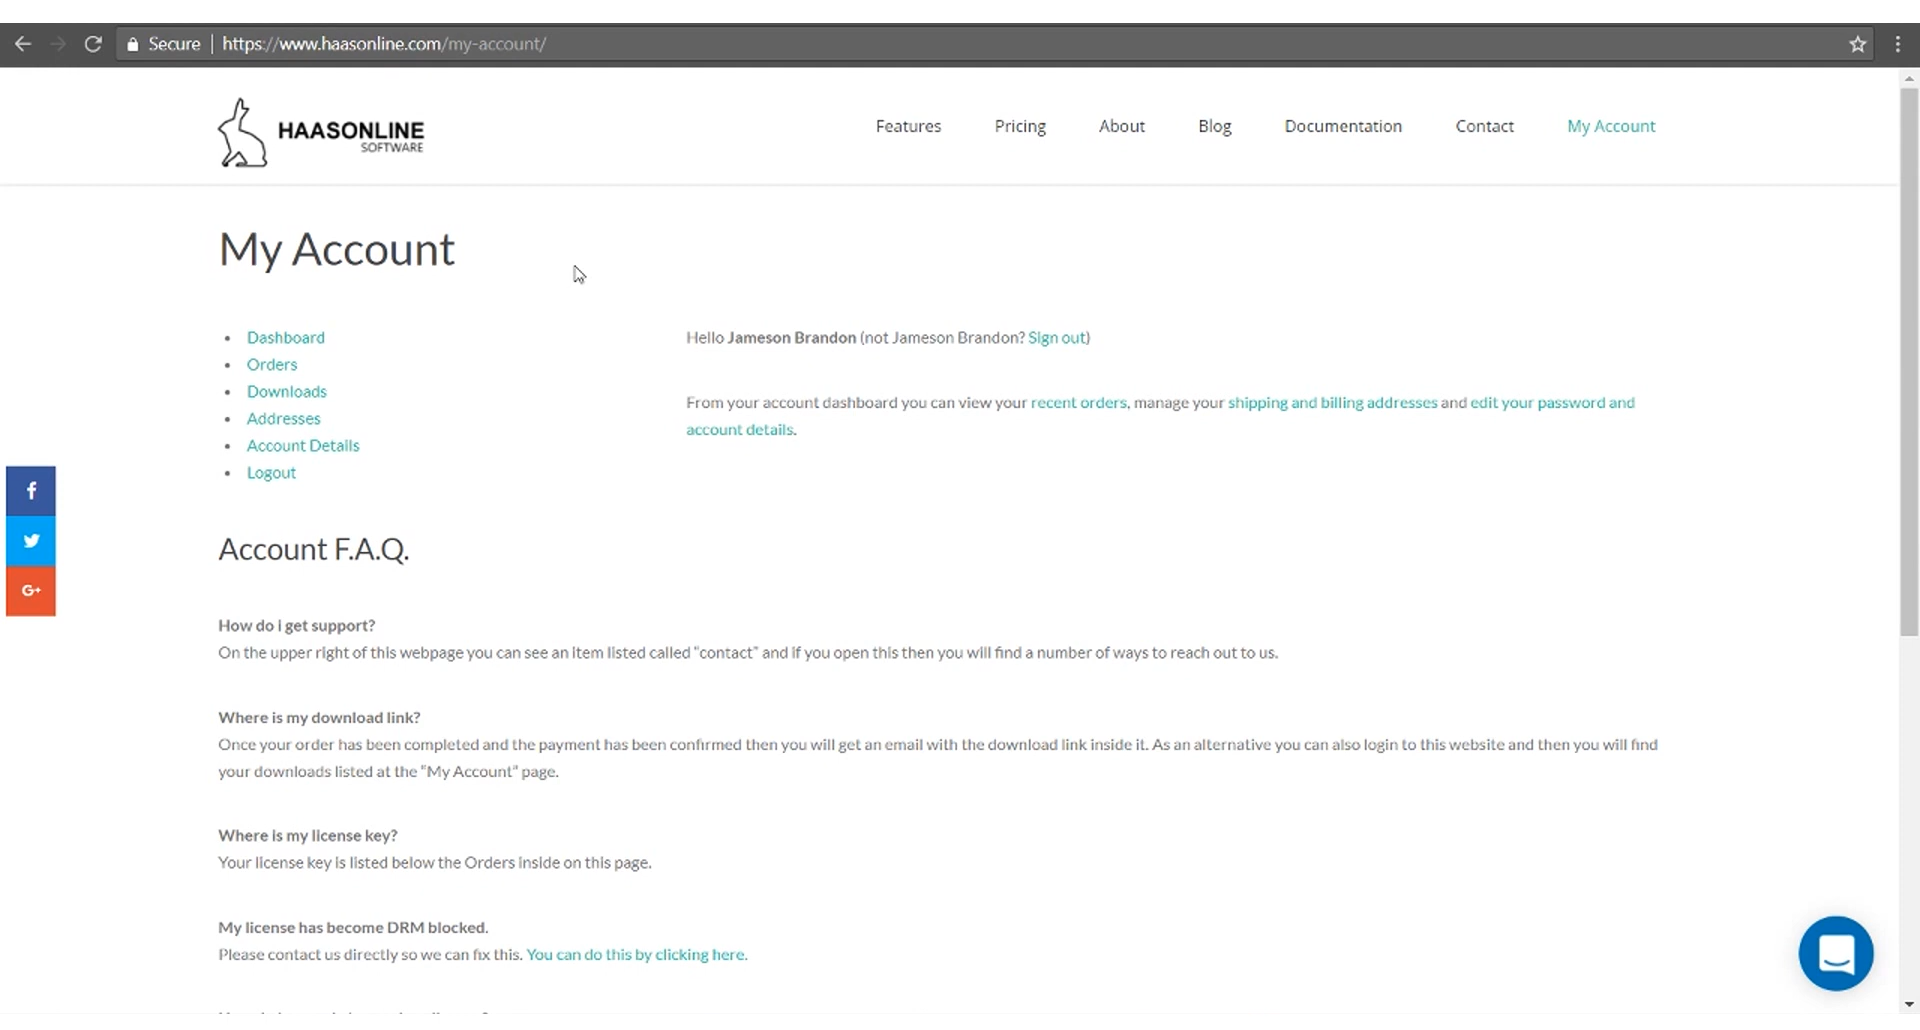 Secure | https://www.haasonline.com/my-account/
HAASONLINE
SOFTWARE
Features Pricing About Blog Documentation Contact My Account
My Account
Dashboard
Orders
Downloads
Addresses
Account Details
Logout
Hello Jameson Brandon (not Jameson Brandon? Sign out)
From your account dashboard you can view your recent orders, manage your shipping and billing addresses and edit your password and
account details.
f
G+
Account F.A.Q.
How do i get support?
On the upper right of this webpage you can see an item listed called “contact” and if you open this then you will find a number of ways to reach out to us.
Where is my download link?
Once your order has been completed and the payment has been confirmed then you will get an email with the download link inside it. As an alternative you can also login to this website and then you will find
your downloads listed at the “My Account” page.
Where is my license key?
Your license key is listed below the Orders inside on this page.
My license has become DRM blocked.
Please contact us directly so we can fix this. You can do this by clicking here.